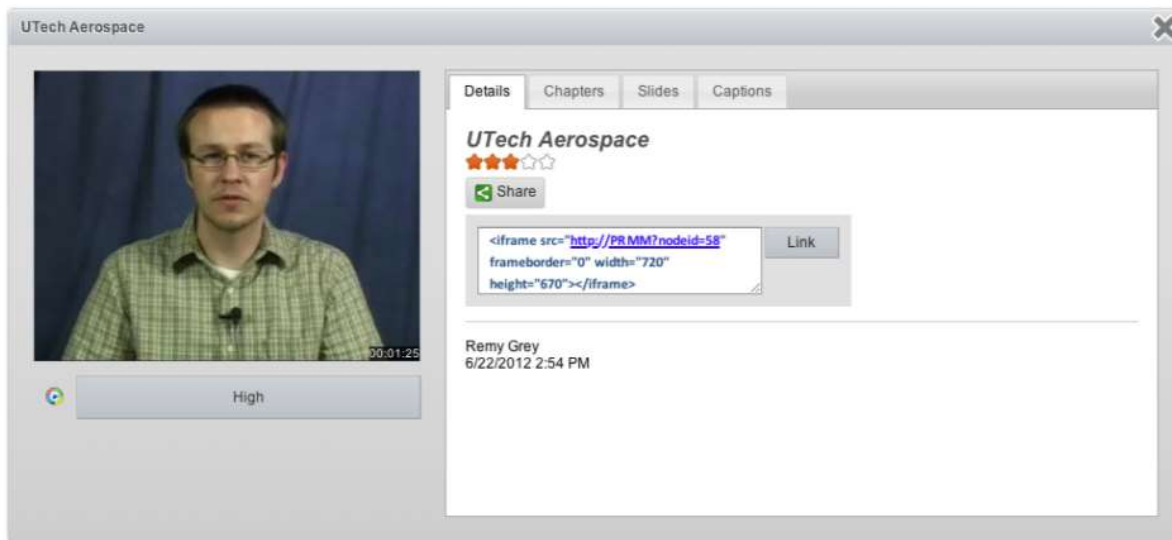 UTech Aerospace
Details Chapters Slides Captions
UTech Aerospace
Share
<iframe src="http://PRMM?nodeid=58"
frameborder="0" width="720"
height="670"></iframe>
Link
Remy Grey
6/22/2012 2:54 PM
00:01:25
High